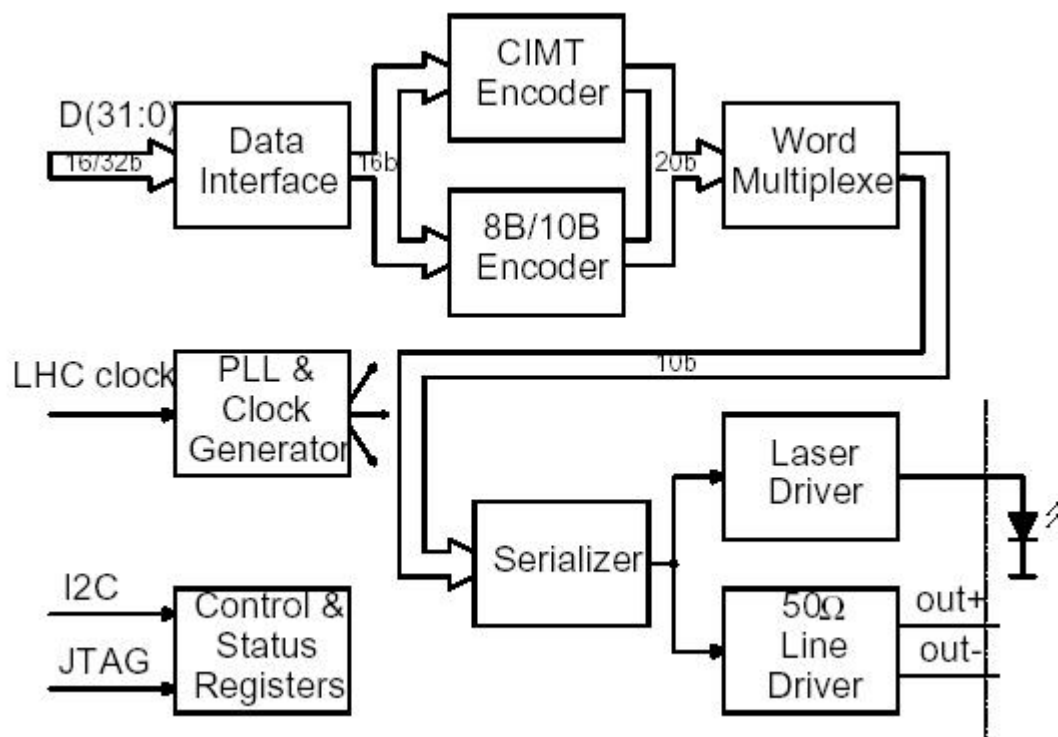 CIMT
Encoder
D(31:0)
16/32b
Data
Interface
16b
20b
Word
Multiplexe
8B/10B
Encoder
10b
LHC clock
PLL &
Clock
Generator
Laser
Driver
Serializer
I2C
JTAG
Control &
Status
Registers
50Ω
Line
Driver
out+
out-